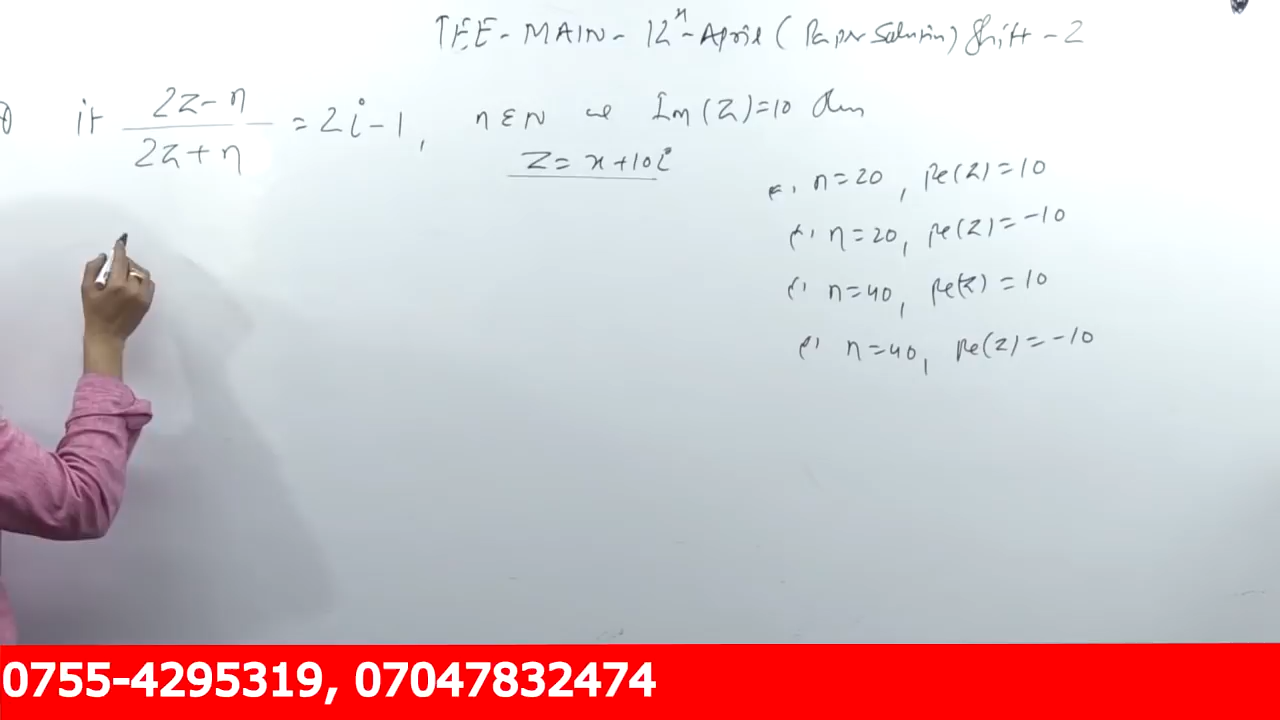 JEE-MAIN-12th-April (Paper Solution) Shift-2
If (2z-n)/(2z+n) = 2i-1, n∈N and Im(z)=10 then
z = x+10i
n=20, Re(z)=10
n=20, Re(z)=-10
n=40, Re(z)=10
n=40, Re(z)=-10
0755-4295319, 07047832474